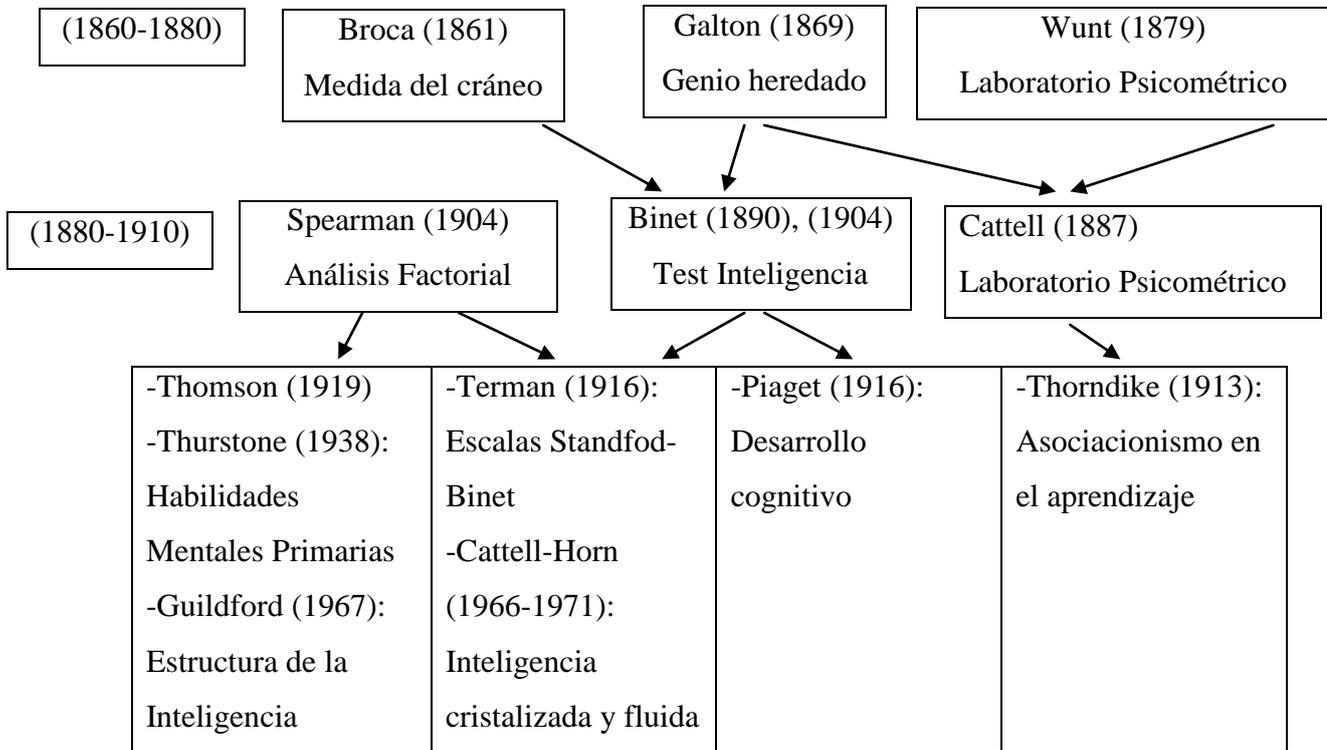 (1860-1880)
Broca (1861)
Medida del cráneo
Galton (1869)
Genio heredado
Wunt (1879)
Laboratorio Psicométrico
(1880-1910)
Spearman (1904)
Análisis Factorial
Binet (1890), (1904)
Test Inteligencia
Cattell (1887)
Laboratorio Psicométrico
-Thomson (1919)
-Thurstone (1938):
Habilidades
Mentales Primarias
-Guildford (1967):
Estructura de la
Inteligencia
-Terman (1916):
Escalas Standfod-
Binet
-Cattell-Horn
(1966-1971):
Inteligencia
cristalizada y fluida
-Piaget (1916):
Desarrollo
cognitivo
-Thorndike (1913):
Asociacionismo en
el aprendizaje